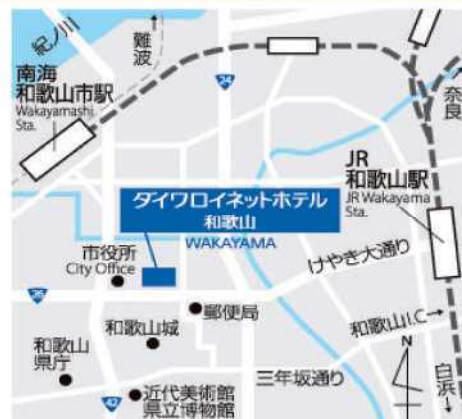 紀ノ川
難波
南海
和歌山市駅
Wakayamashi
Sta.
24
奈良
JR
和歌山駅
JR Wakayama
Sta.
ダイワロイネットホテル
和歌山
WAKAYAMA
市役所
City Office
けやき大通り
26
郵便局
和歌山I.C
和歌山城
和歌山
県庁
三年坂通り
N
白浜
42
近代美術館
県立博物館